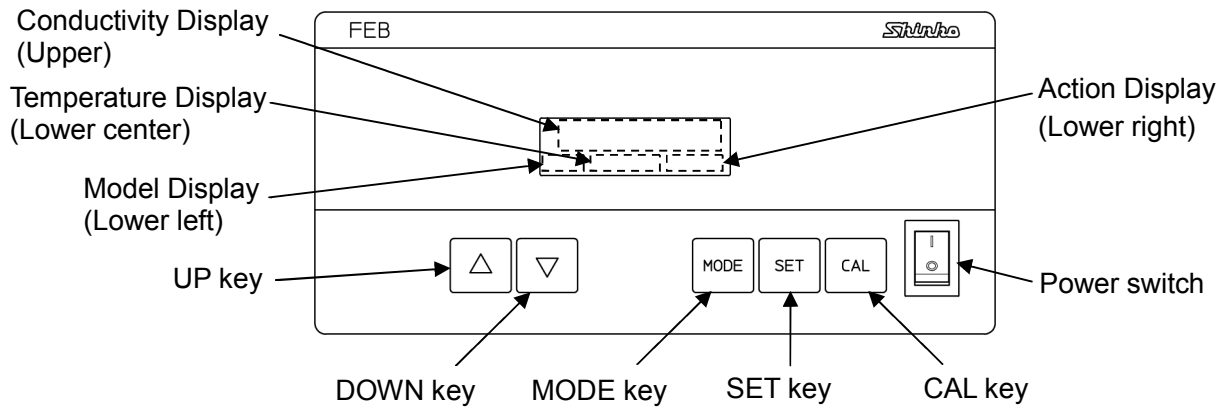 Conductivity Display
(Upper)
FEB
Shinko
Temperature Display
(Lower center)
Action Display
(Lower right)
Model Display
(Lower left)
UP key
MODE
SET
CAL
Power switch
DOWN key
MODE key
SET key
CAL key